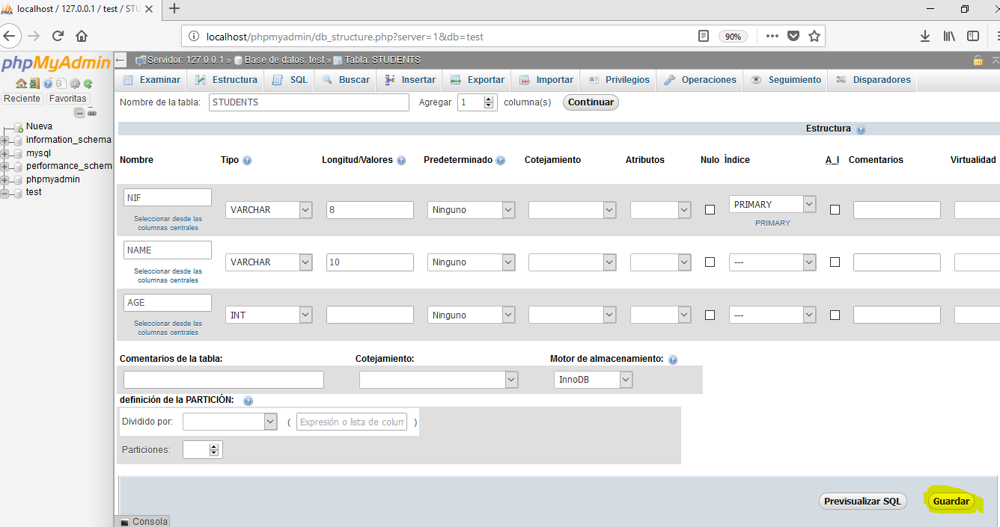 localhost / 127.0.0.1 / test / STU
localhost/phpmyadmin/db_structure.php?server=1&db=test
90%
phpMyAdmin
Reciente Favoritas
Nueva
information_schema
mysql
performance_schem
phpmyadmin
test
Servidor: 127.0.0.1 » Base de datos: test » Tabla: STUDENTS
Examinar Estructura SQL Buscar Insertar Exportar Importar Privilegios Operaciones Seguimiento Disparadores
Nombre de la tabla: STUDENTS Agregar 1 columna(s) Continuar
Estructura
Nombre Tipo Longitud/Valores Predeterminado Cotejamiento Atributos Nulo Índice A_I Comentarios Virtualidad
NIF VARCHAR 8 Ninguno PRIMARY
Seleccionar desde las PRIMARY
columnas centrales
NAME VARCHAR 10 Ninguno ---
Seleccionar desde las
columnas centrales
AGE INT Ninguno ---
Seleccionar desde las
columnas centrales
Comentarios de la tabla: Cotejamiento: Motor de almacenamiento:
InnoDB
definición de la PARTICIÓN:
Dividido por: ( Expresión o lista de colum )
Particiones:
Previsualizar SQL Guardar
Consola